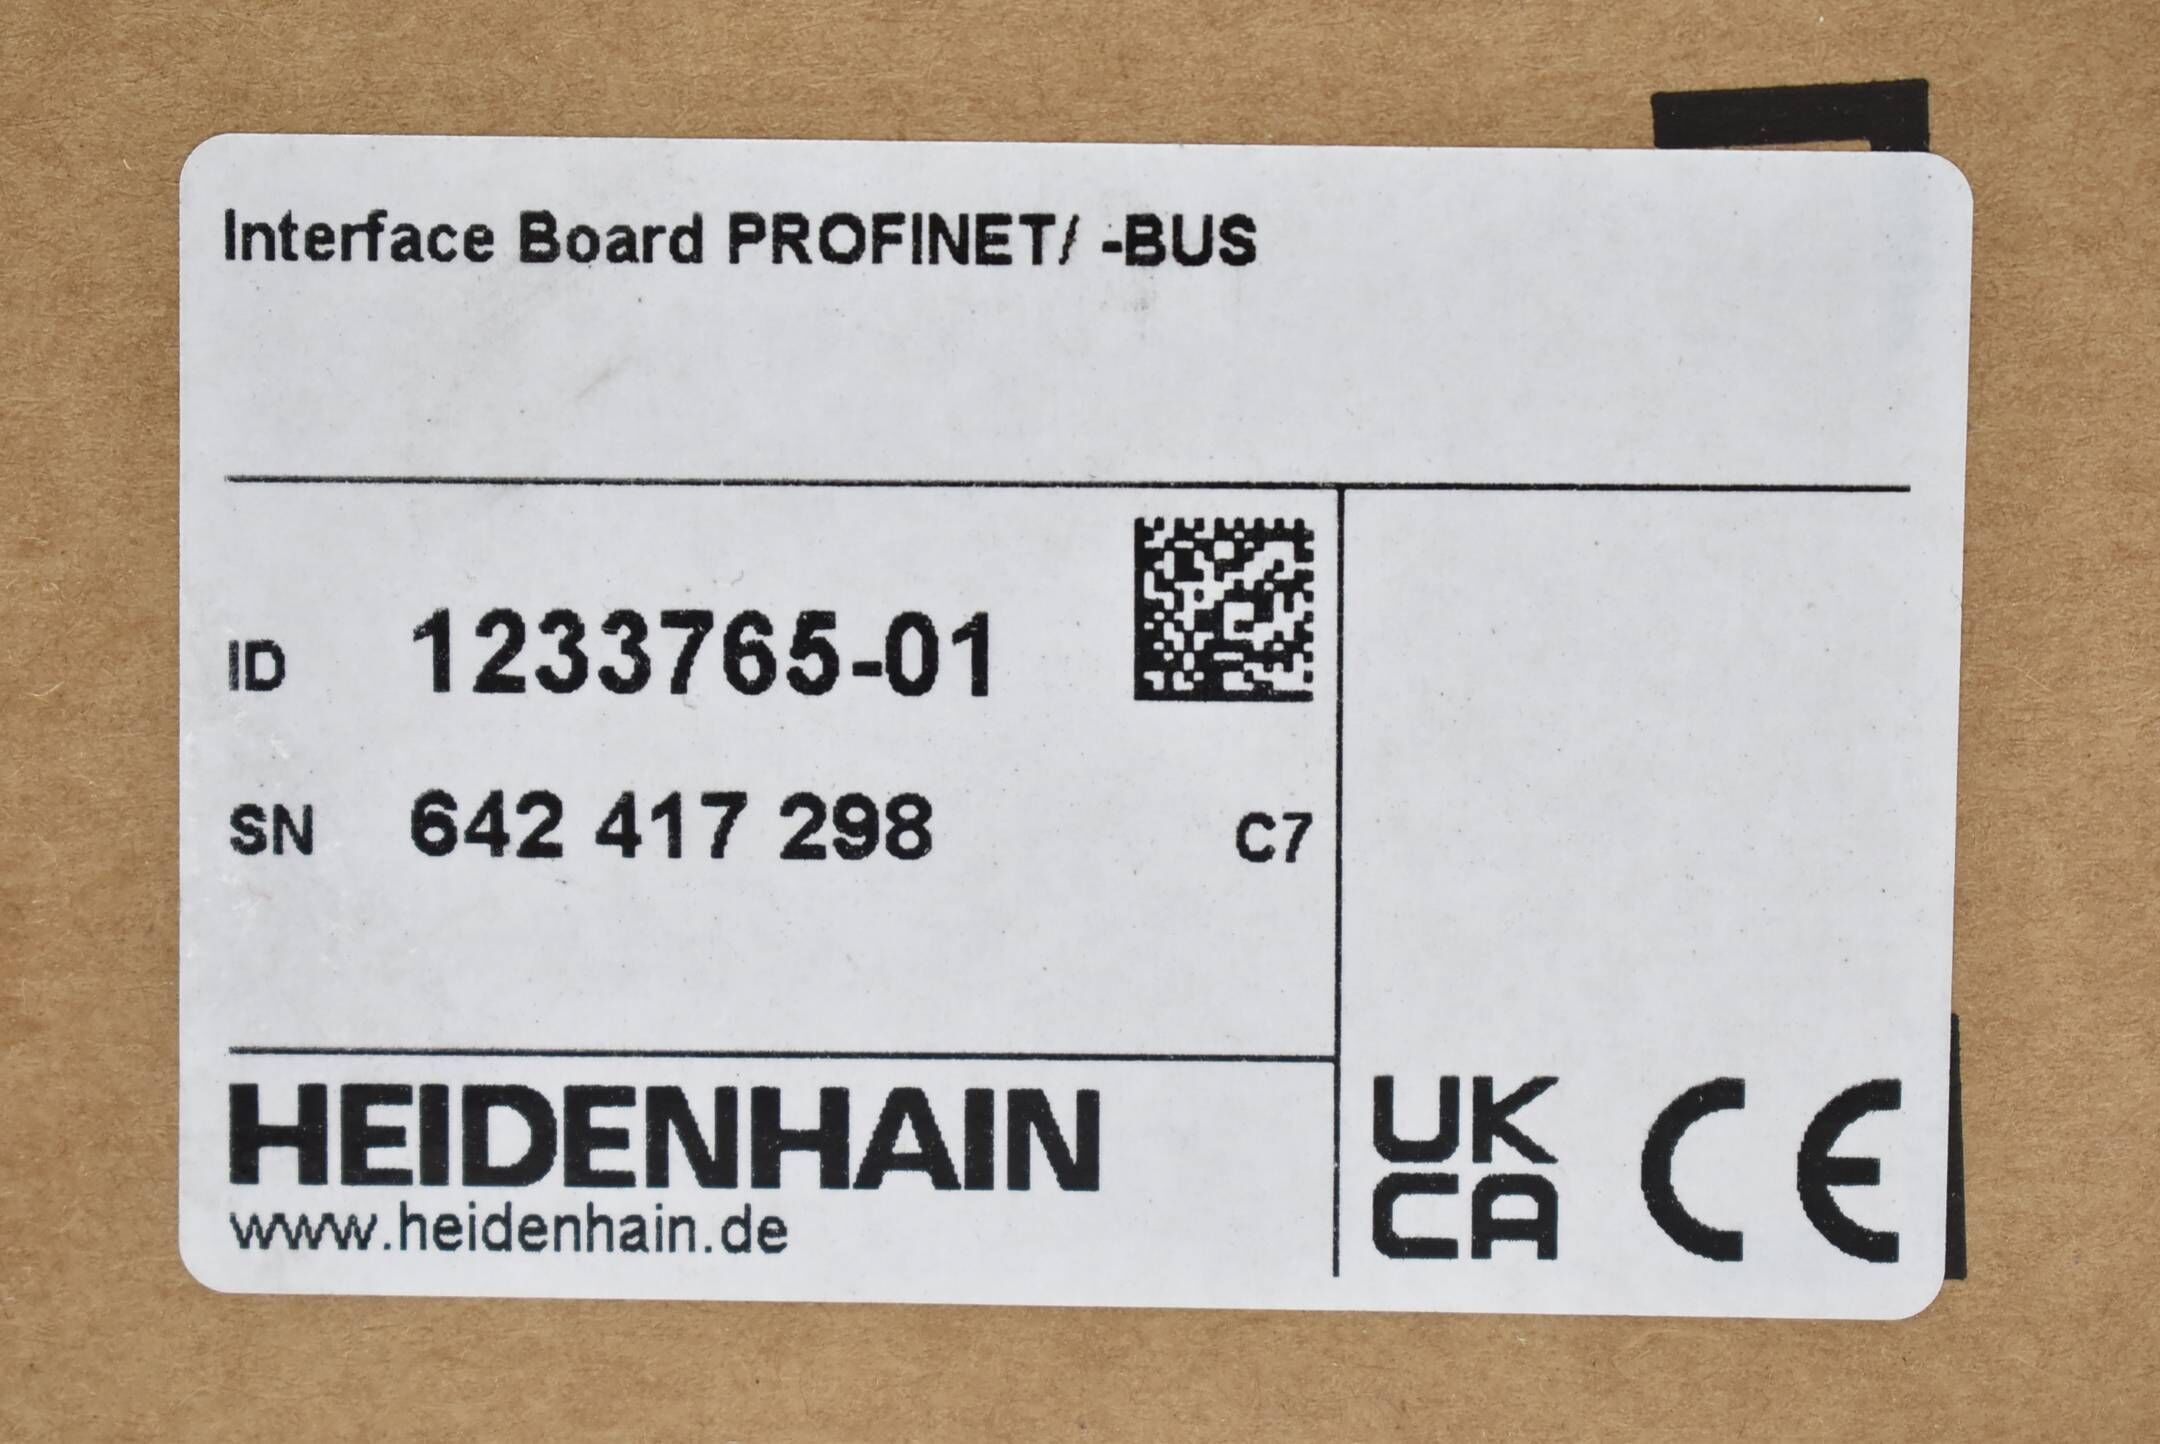 Interface Board PROFINET/ -BUS
ID 1233765-01
SN 642 417 298 C7
HEIDENHAIN
www.heidenhain.de
UK
CA
CE